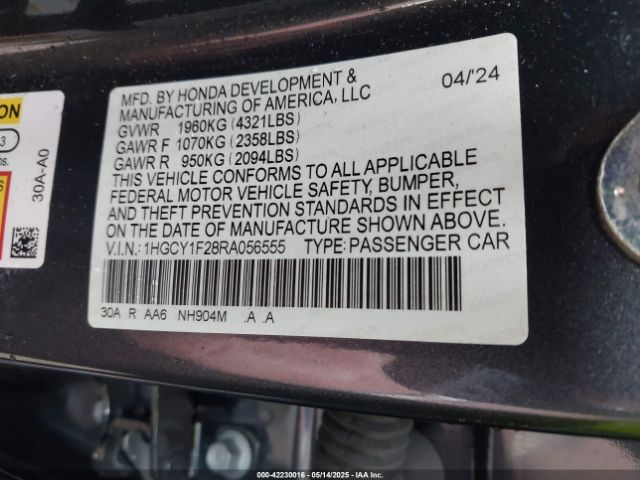 MFD. BY HONDA DEVELOPMENT &
MANUFACTURING OF AMERICA, LLC 04/'24
GVWR 1960KG (4321LBS)
GAWR F 1070KG (2358LBS)
GAWR R 950KG (2094LBS)
THIS VEHICLE CONFORMS TO ALL APPLICABLE
FEDERAL MOTOR VEHICLE SAFETY, BUMPER,
AND THEFT PREVENTION STANDARDS IN EFFECT
ON THE DATE OF MANUFACTURE SHOWN ABOVE.
V.I.N.: 1HGCY1F28RA056555 TYPE: PASSENGER CAR
30A R AA6 NH904M .A .A
ON
3
os.
30A-A0
000-42230016 — 05/14/2025 — IAA Inc.